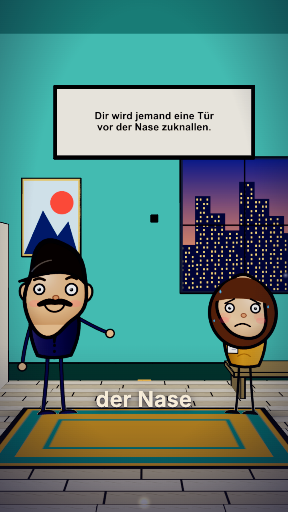 Dir wird jemand eine Tür
vor der Nase zuknallen.
der Nase